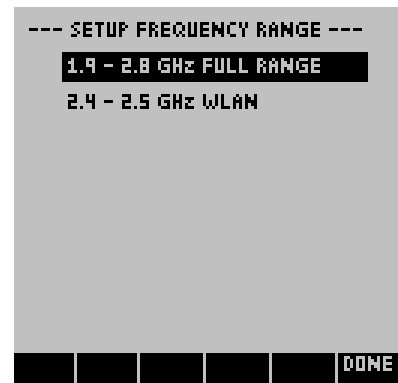 --- SETUP FREQUENCY RANGE ---
1.9 - 2.8 GHz FULL RANGE
2.4 - 2.5 GHz WLAN
DONE